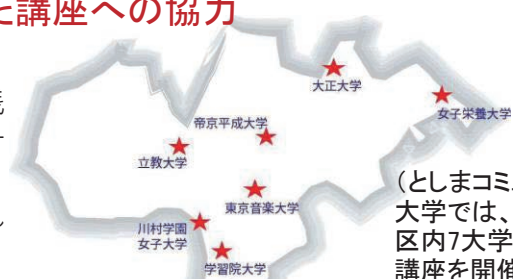 た講座への協力
大正大学
女子栄養大学
帝京平成大学
立教大学
東京音楽大学
川村学園
女子大学
学習院大学
（としまコミュ
大学では、
区内7大学
講座を開催